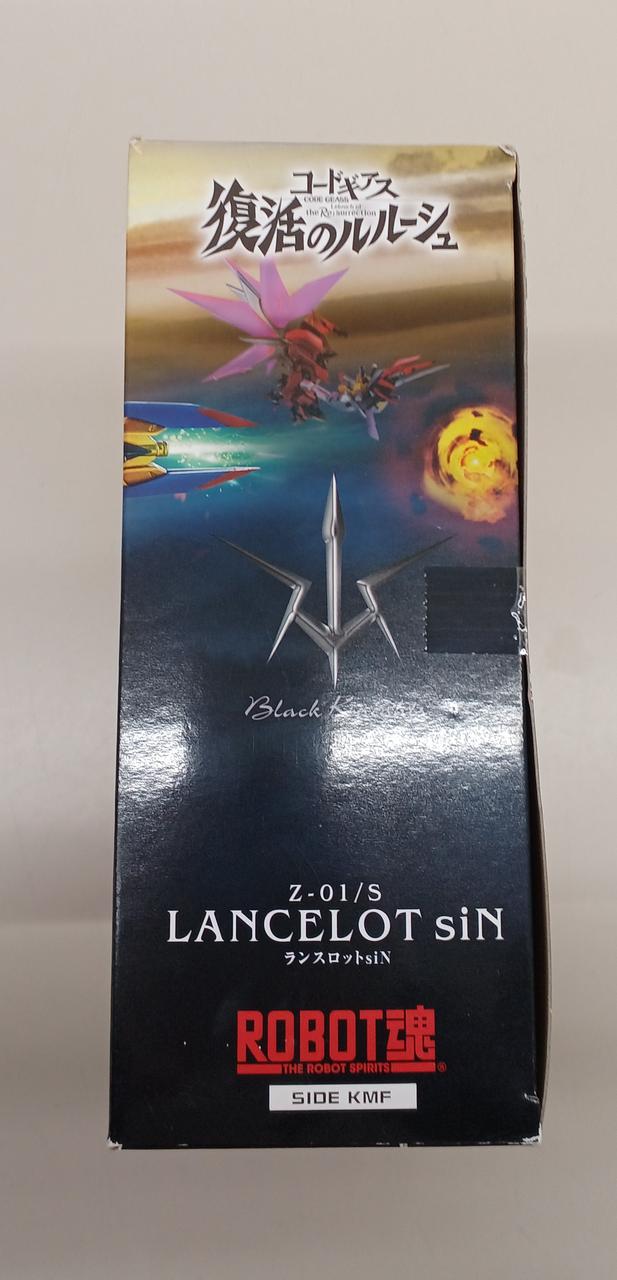 コードギアス
CODE GEASS
Lelouch of
the Re;surrection
復活のルルーシュ
Black
Z-01/S
LANCELOT siN
ランスロットsiN
ROBOT魂
THE ROBOT SPIRITS®
SIDE KMF